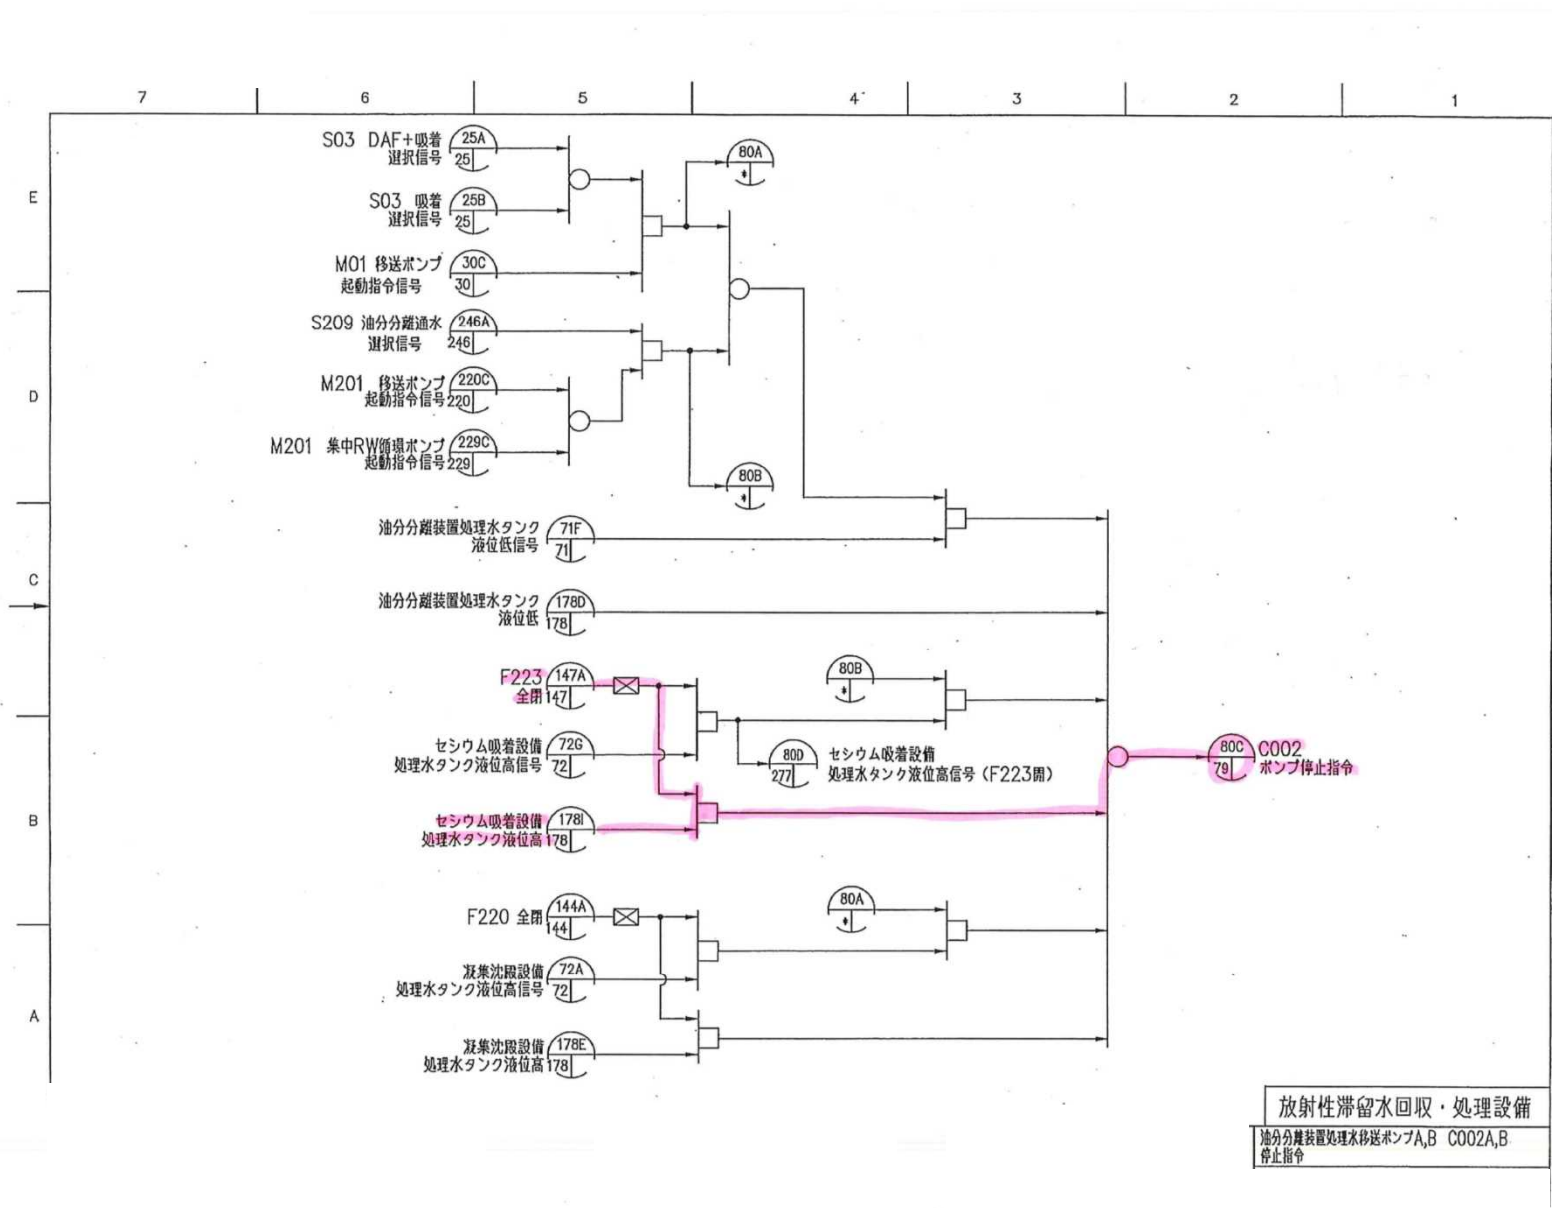 7 6 5 4 3 2 1
E
D
C
B
A
S03 DAF+吸着
選択信号
25A
25
S03 吸着
選択信号
25B
25
M01 移送ポンプ
起動指令信号
30C
30
80A
*
S209 油分分離通水
選択信号
246A
246
M201 移送ポンプ
起動指令信号
220C
220
M201 集中RW循環ポンプ
起動指令信号
229C
229
80B
*
油分分離装置処理水タンク
液位低信号
71F
71
油分分離装置処理水タンク
液位低
178D
178
F223
全閉
147A
147
80B
*
セシウム吸着設備
処理水タンク液位高信号
72G
72
80D
277
セシウム吸着設備
処理水タンク液位高信号(F223閉)
80C
79
C002
ポンプ停止指令
セシウム吸着設備
処理水タンク液位高
178I
178
F220 全閉
144A
144
80A
*
凝集沈殿設備
処理水タンク液位高信号
72A
72
凝集沈殿設備
処理水タンク液位高
178E
178
放射性滞留水回収・処理設備
油分分離装置処理水移送ポンプA,B C002A,B
停止指令